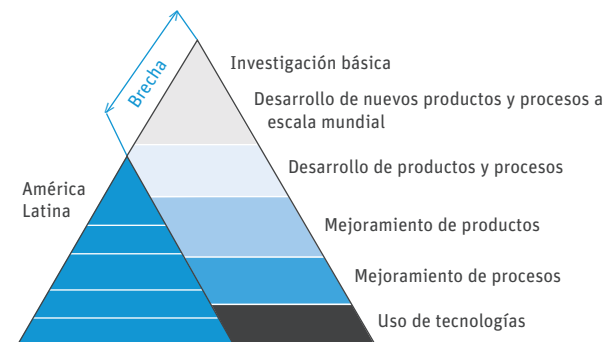 Brecha
Investigación básica
Desarrollo de nuevos productos y procesos a
escala mundial
Desarrollo de productos y procesos
América
Latina
Mejoramiento de productos
Mejoramiento de procesos
Uso de tecnologías